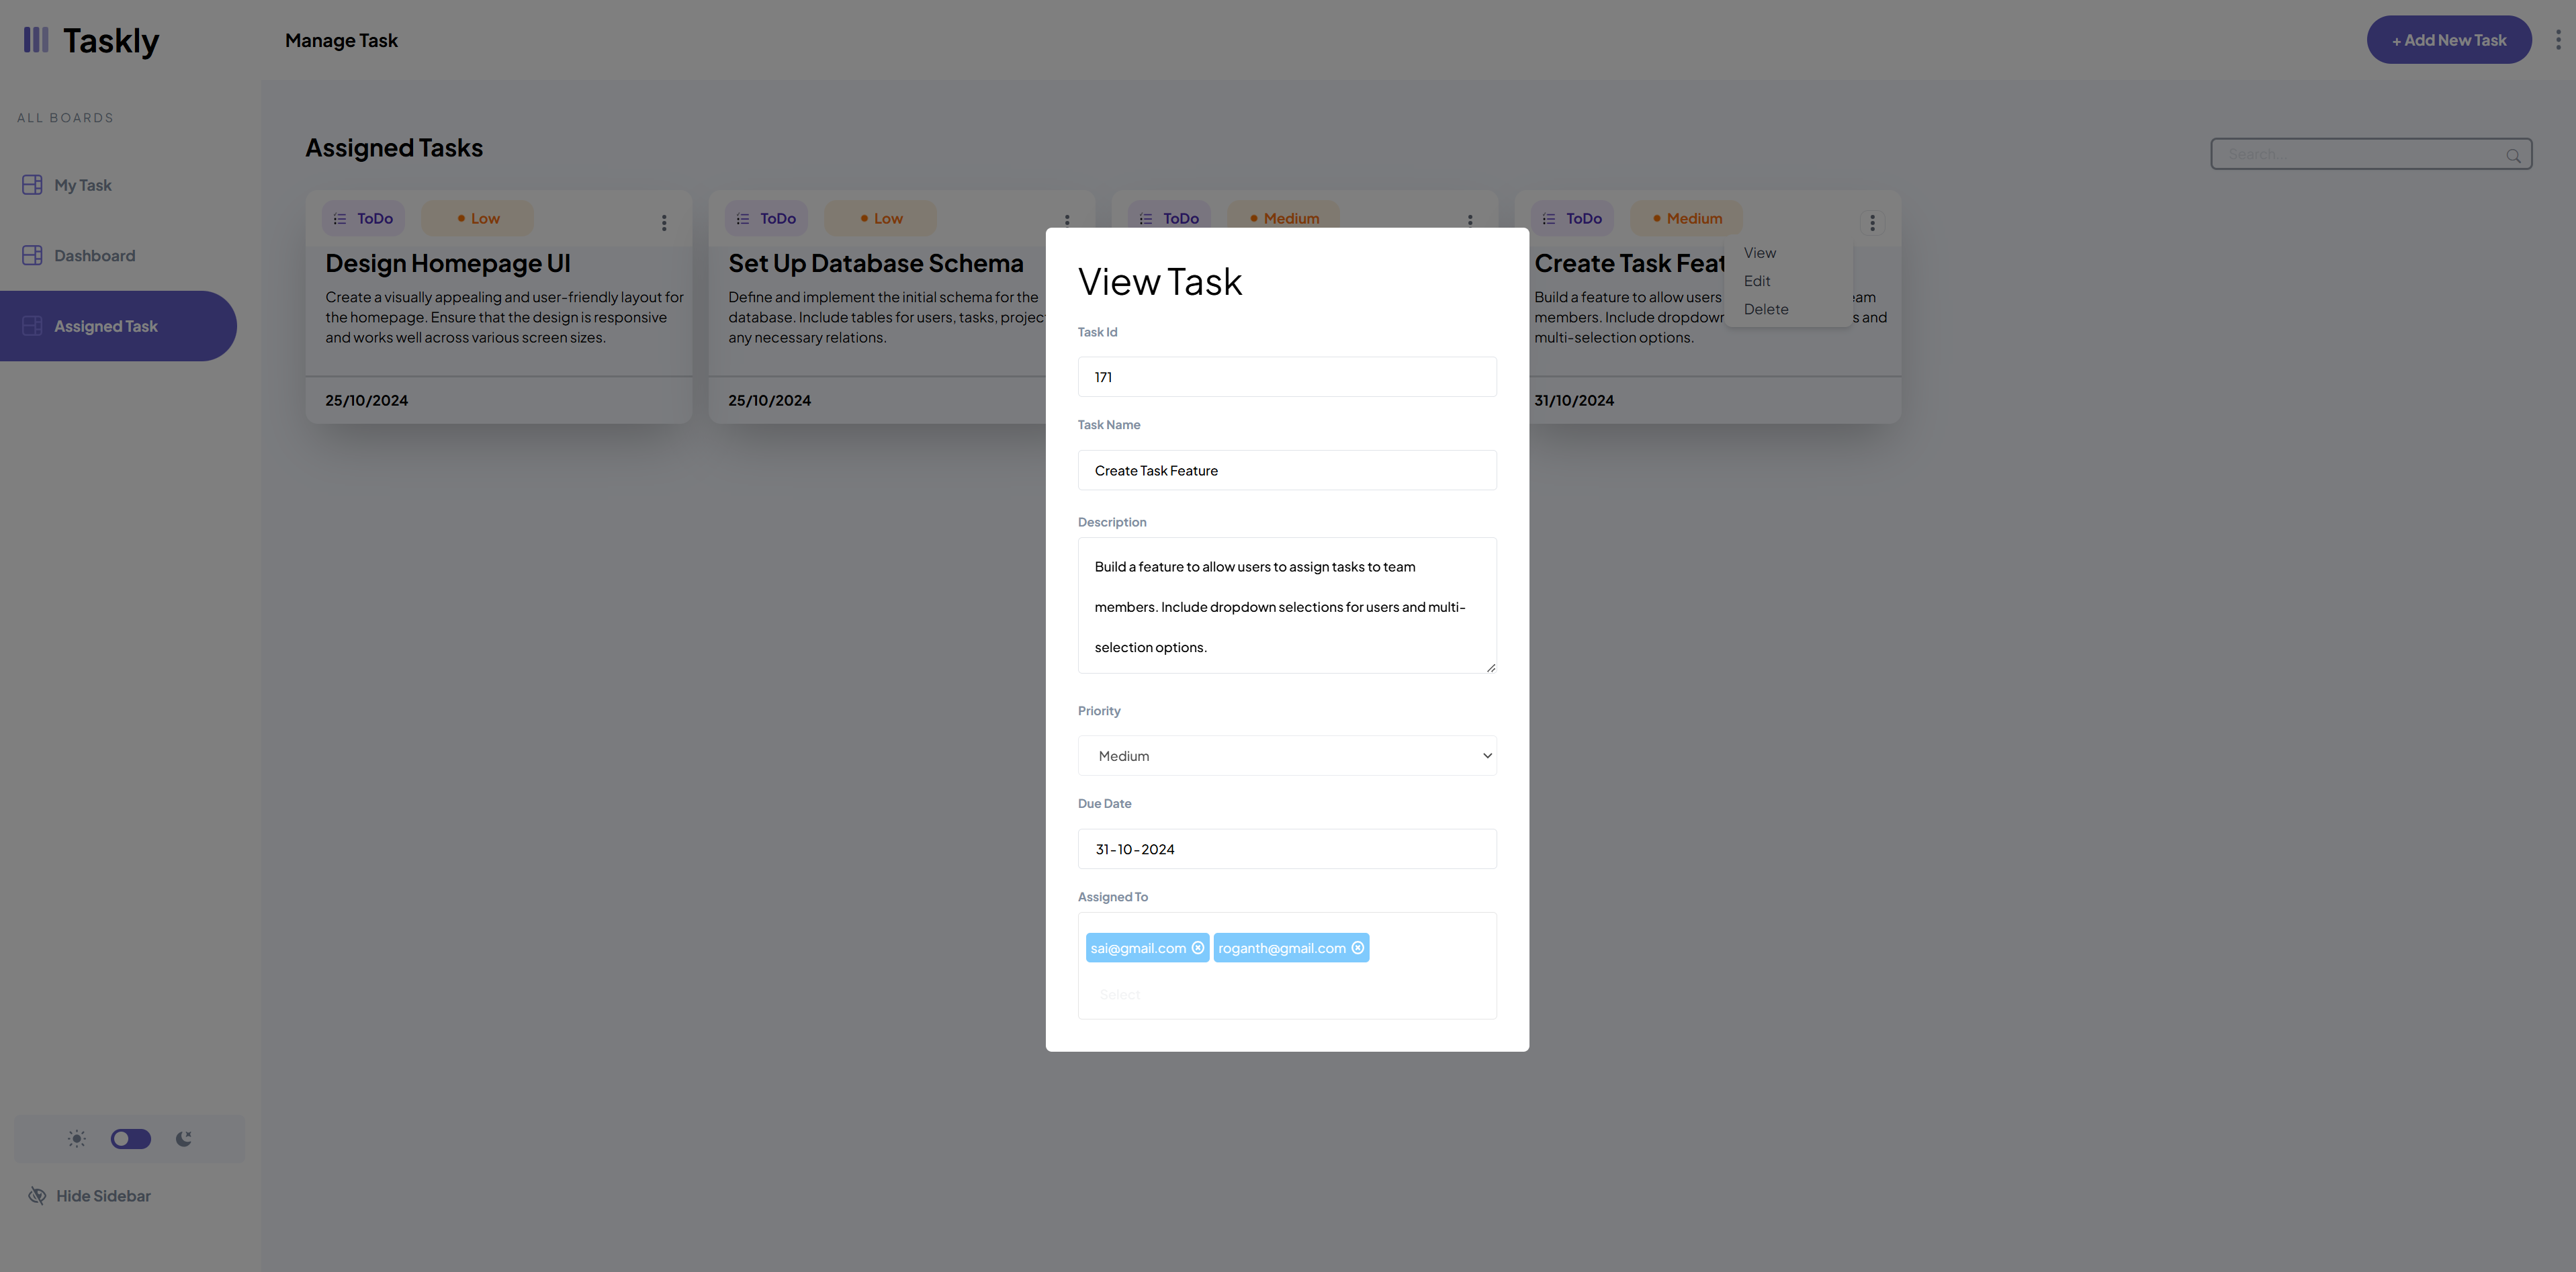 Taskly
Manage Task
+ Add New Task
ALL BOARDS
My Task
Dashboard
Assigned Task
Hide Sidebar
Assigned Tasks
Search...
ToDo
Low
Design Homepage UI
Create a visually appealing and user-friendly layout for
the homepage. Ensure that the design is responsive
and works well across various screen sizes.
25/10/2024
ToDo
Low
Set Up Database Schema
Define and implement the initial schema for the
database. Include tables for users, tasks, projec
any necessary relations.
25/10/2024
ToDo
Medium
ToDo
Medium
Create Task Feat
Build a feature to allow users eam
members. Include dropdow s and
multi-selection options.
31/10/2024
View
Edit
Delete
View Task
Task Id
171
Task Name
Create Task Feature
Description
Build a feature to allow users to assign tasks to team
members. Include dropdown selections for users and multi-
selection options.
Priority
Medium
Due Date
31-10-2024
Assigned To
sai@gmail.com
roganth@gmail.com
Select